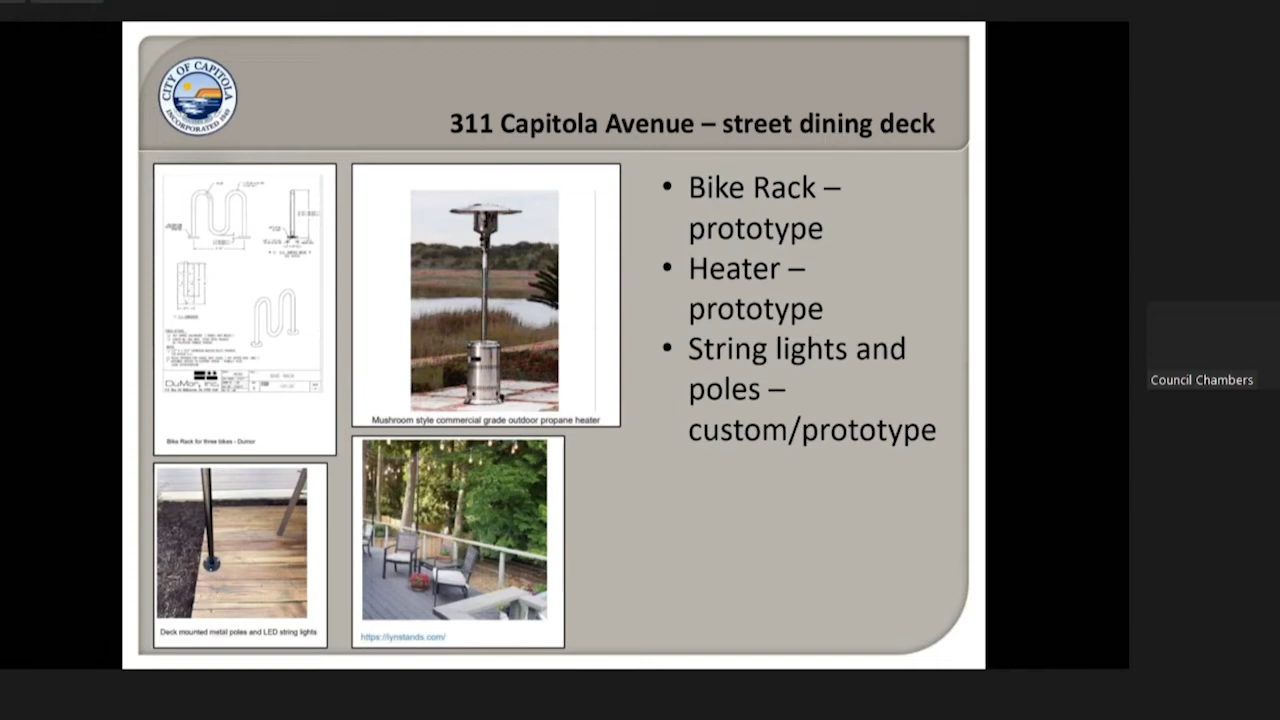 CITY OF CAPITOLA
INCORPORATED 1949
311 Capitola Avenue – street dining deck
DuMor, inc.
Bike Rack for three bikes - Dumor
Mushroom style commercial grade outdoor propane heater
Deck mounted metal poles and LED string lights
https://lynstands.com/
• Bike Rack –
prototype
• Heater –
prototype
• String lights and
poles –
custom/prototype
Council Chambers